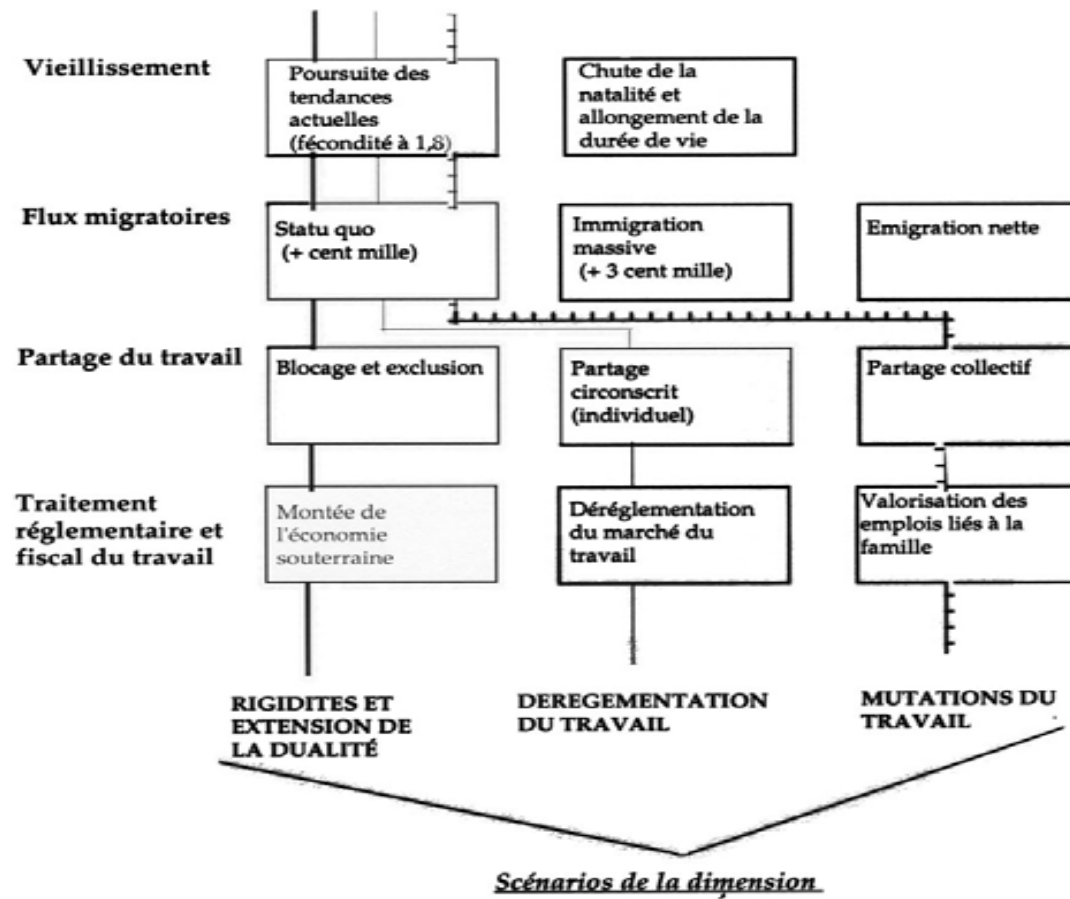 Vieillissement
Poursuite des
tendances
actuelles
(fécondité à 1,8)
Chute de la
natalité et
allongement de la
durée de vie
Flux migratoires
Statu quo
(+ cent mille)
Immigration
massive
(+ 3 cent mille)
Emigration nette
Partage du travail
Blocage et exclusion
Partage
circonscrit
(individuel)
Partage collectif
Traitement
réglementaire et
fiscal du travail
Montée de
l'économie
souterraine
Déréglementation
du marché du
travail
Valorisation des
emplois liés à la
famille
RIGIDITES ET
EXTENSION DE
LA DUALITÉ
DEREGEMENTATION
DU TRAVAIL
MUTATIONS DU
TRAVAIL
Scénarios de la dimension